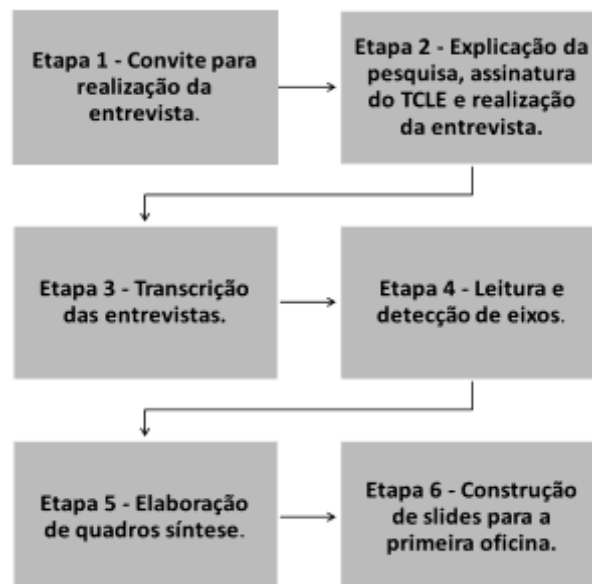 Etapa 1 - Convite para
realização da
entrevista.
Etapa 2 - Explicação da
pesquisa, assinatura
do TCLE e realização
da entrevista.
Etapa 3 - Transcrição
das entrevistas.
Etapa 4 - Leitura e
detecção de eixos.
Etapa 5 - Elaboração
de quadros síntese.
Etapa 6 - Construção
de slides para a
primeira oficina.